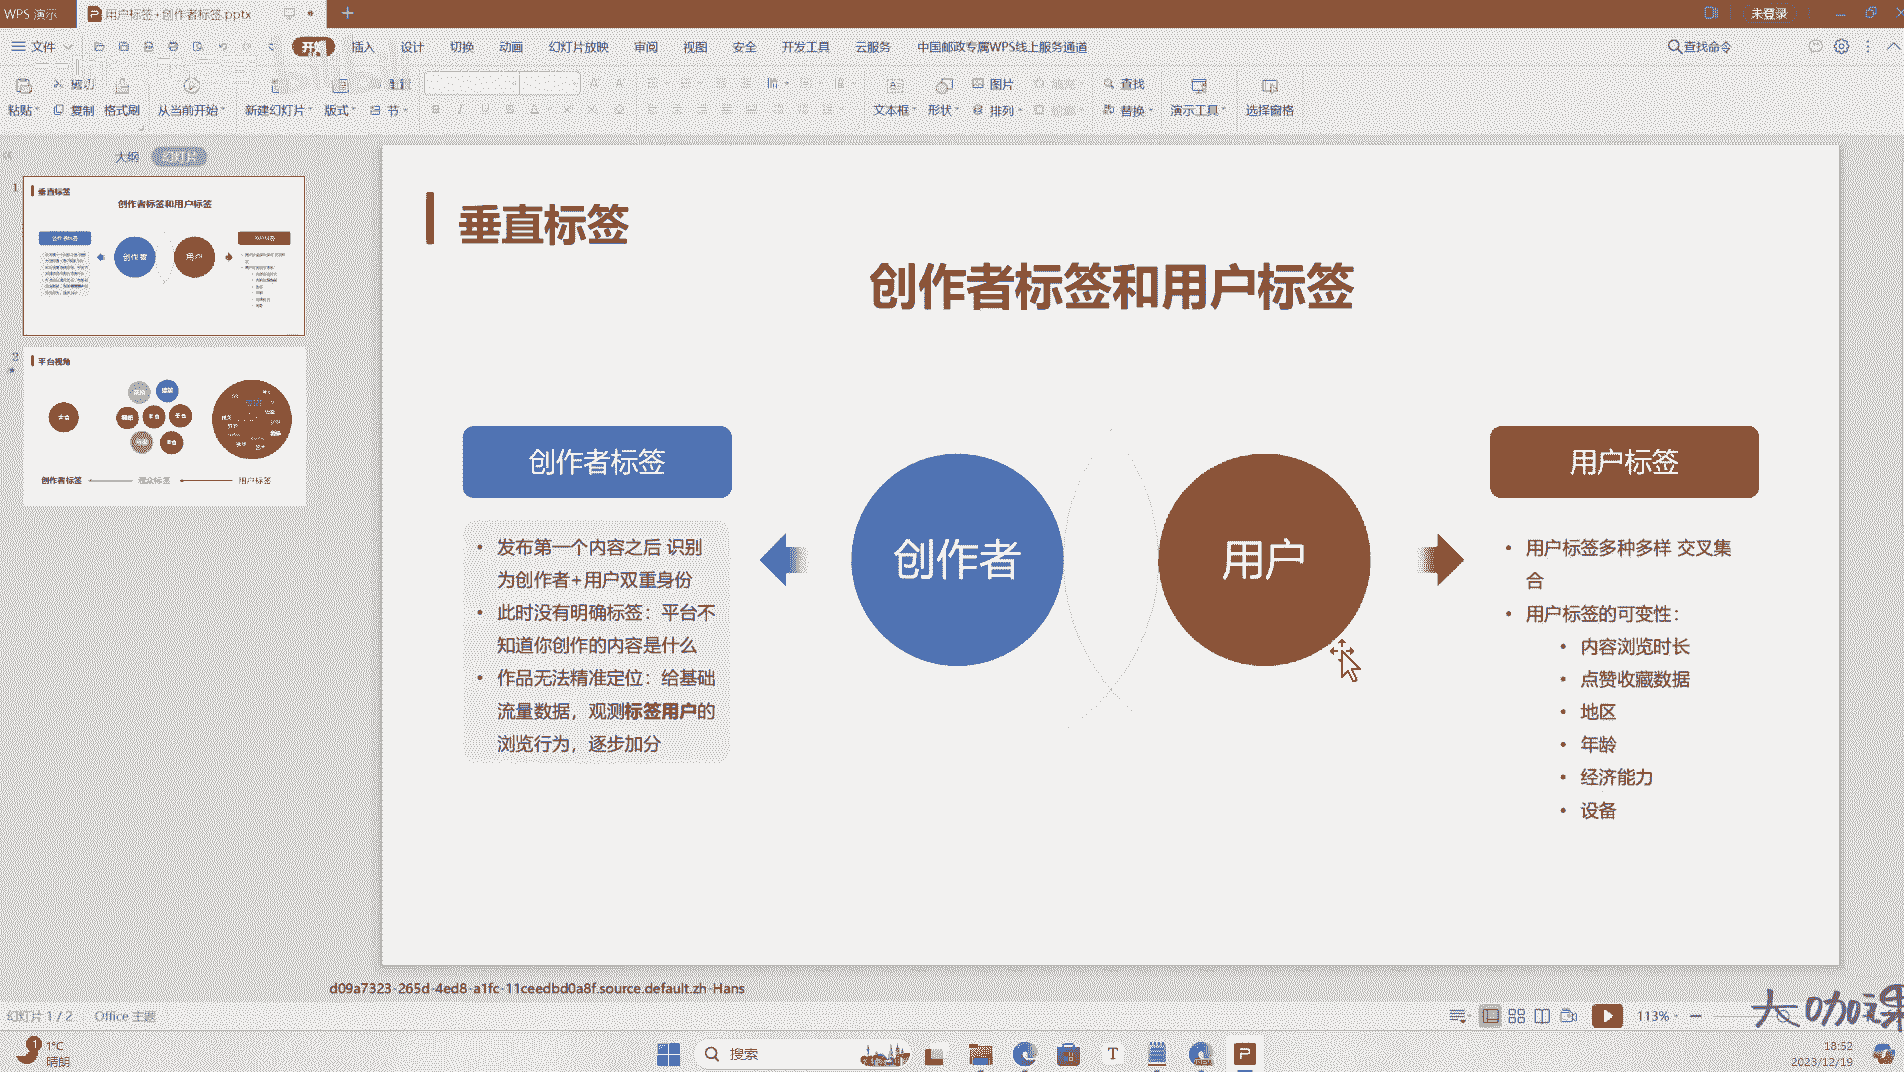 WPS 演示
用户标签+创作者标签.pptx
未登录
文件
开始
插入
设计
切换
动画
幻灯片放映
审阅
视图
安全
开发工具
云服务
中国邮政专属WPS线上服务通道
查找命令
粘贴
剪切
复制
格式刷
从当前开始
新建幻灯片
版式
重置
节
文本框
形状
图片
排列
填充
轮廓
查找
替换
演示工具
选择窗格
大纲
幻灯片
1
垂直标签
创作者标签和用户标签
创作者
用户
2
平台视角
创作者标签
用户标签
垂直标签
创作者标签和用户标签
创作者标签
• 发布第一个内容之后 识别
为创作者+用户双重身份
• 此时没有明确标签：平台不
知道你创作的内容是什么
• 作品无法精准定位：给基础
流量数据，观测标签用户的
浏览行为，逐步加分
创作者
用户
用户标签
• 用户标签多种多样 交叉集
合
• 用户标签的可变性：
• 内容浏览时长
• 点赞收藏数据
• 地区
• 年龄
• 经济能力
• 设备
d09a7323-265d-4ed8-a1fc-11ceedbd0a8f.source.default.zh-Hans
幻灯片 1 / 2
Office 主题
113%
大咖课
1°C
晴朗
搜索
18:52
2023/12/19